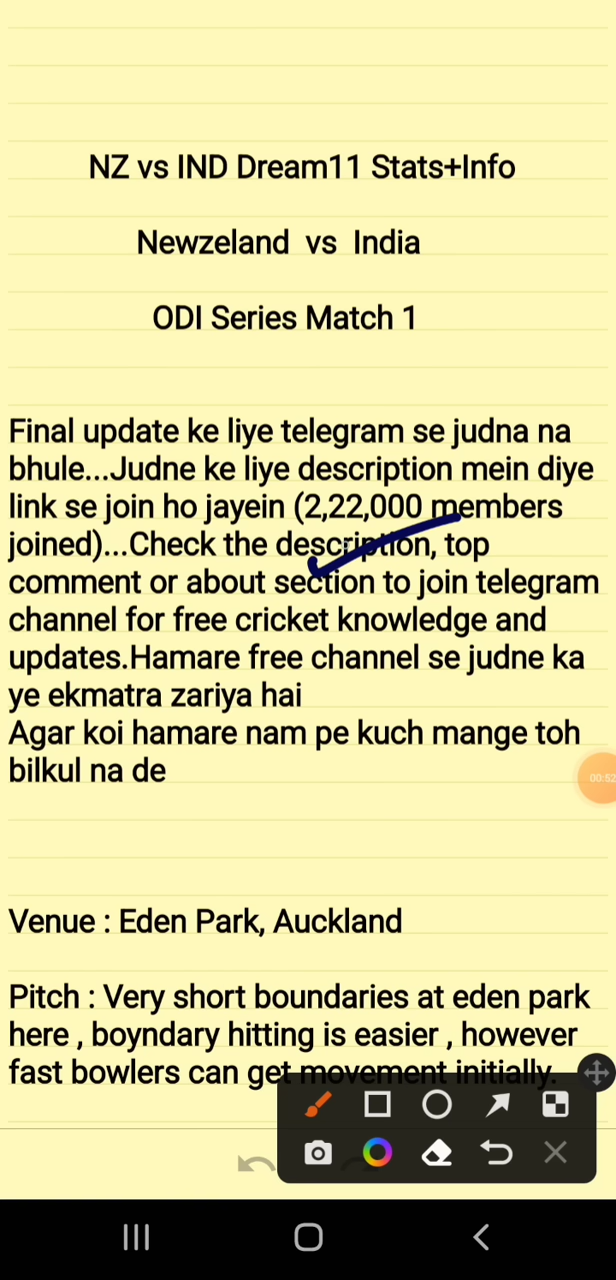 NZ vs IND Dream11 Stats+Info
Newzeland vs India
ODI Series Match 1
Final update ke liye telegram se judna na
bhule...Judne ke liye description mein diye
link se join ho jayein (2,22,000 members
joined)...Check the description, top
comment or about section to join telegram
channel for free cricket knowledge and
updates.Hamare free channel se judne ka
ye ekmatra zariya hai
Agar koi hamare nam pe kuch mange toh
bilkul na de
00:52
Venue : Eden Park, Auckland
Pitch : Very short boundaries at eden park
here , boyndary hitting is easier , however
fast bowlers can get movement initially.